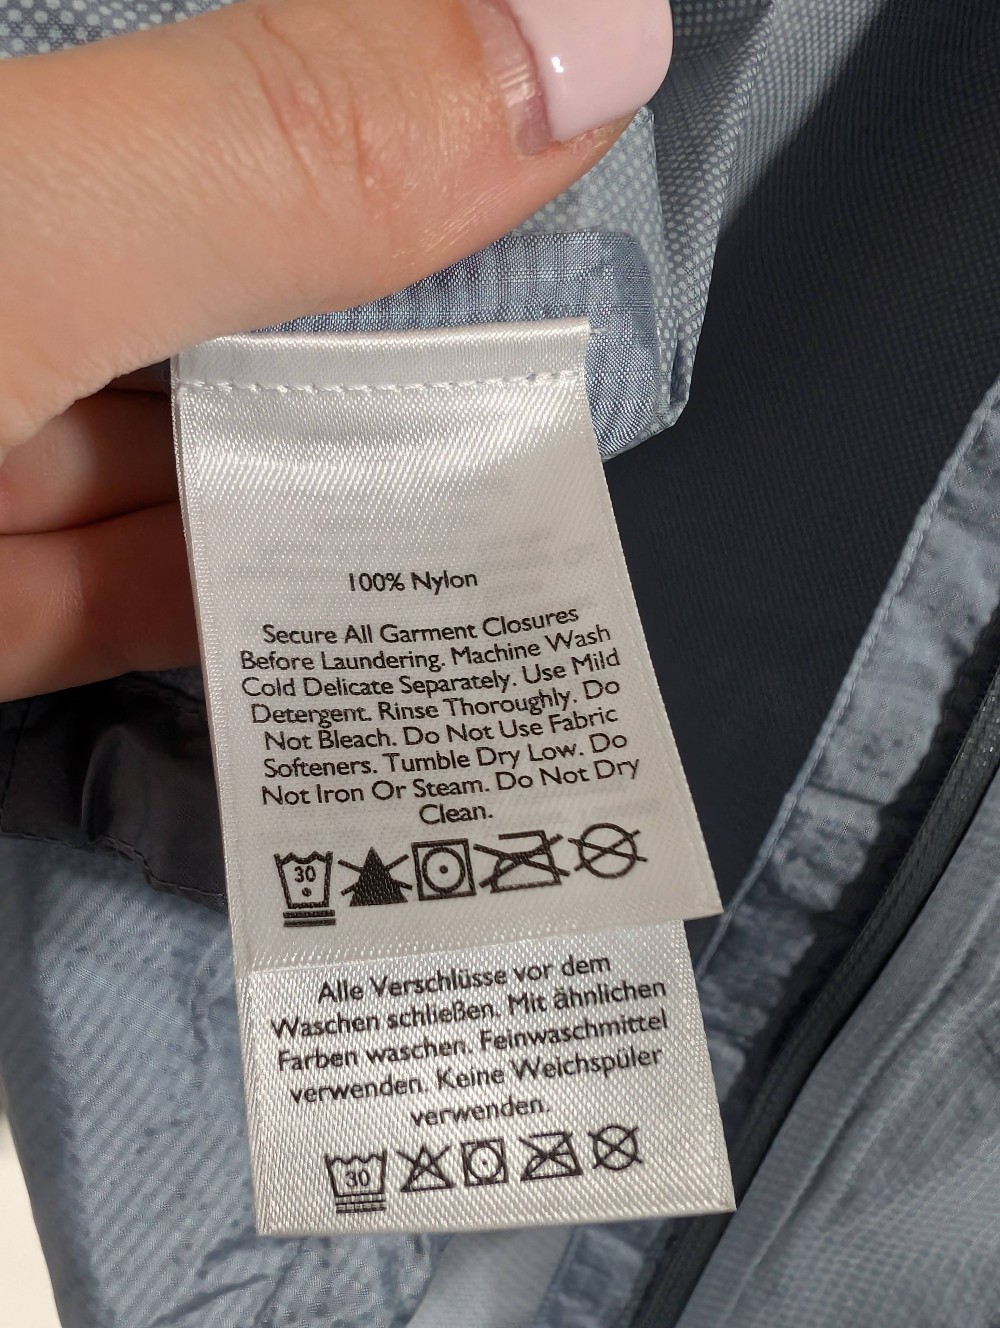 100% Nylon
Secure All Garment Closures
Before Laundering. Machine Wash
Cold Delicate Separately. Use Mild
Detergent. Rinse Thoroughly. Do
Not Bleach. Do Not Use Fabric
Softeners. Tumble Dry Low. Do
Not Iron Or Steam. Do Not Dry
Clean.
30
Alle Verschlüsse vor dem
Waschen schließen. Mit ähnlichen
Farben waschen. Feinwaschmittel
verwenden. Keine Weichspüler
verwenden.
30